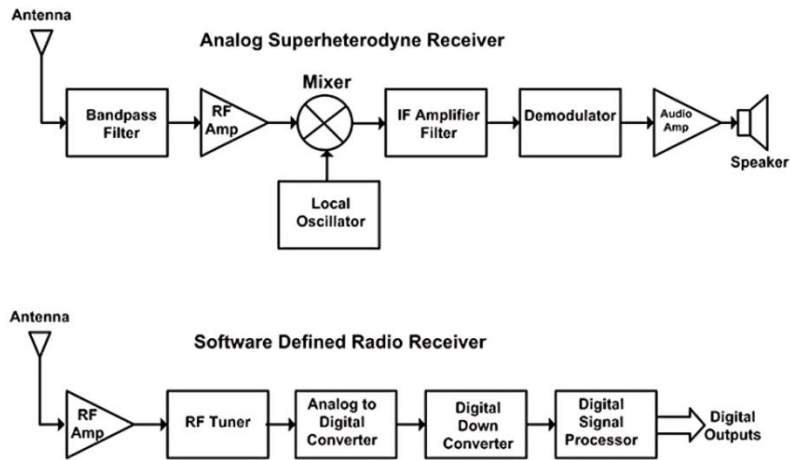 Antenna
Analog Superheterodyne Receiver
Mixer
Bandpass
Filter
RF
Amp
IF Amplifier
Filter
Demodulator
Audio
Amp
Speaker
Local
Oscillator
Antenna
Software Defined Radio Receiver
RF
Amp
RF Tuner
Analog to
Digital
Converter
Digital
Down
Converter
Digital
Signal
Processor
Digital
Outputs